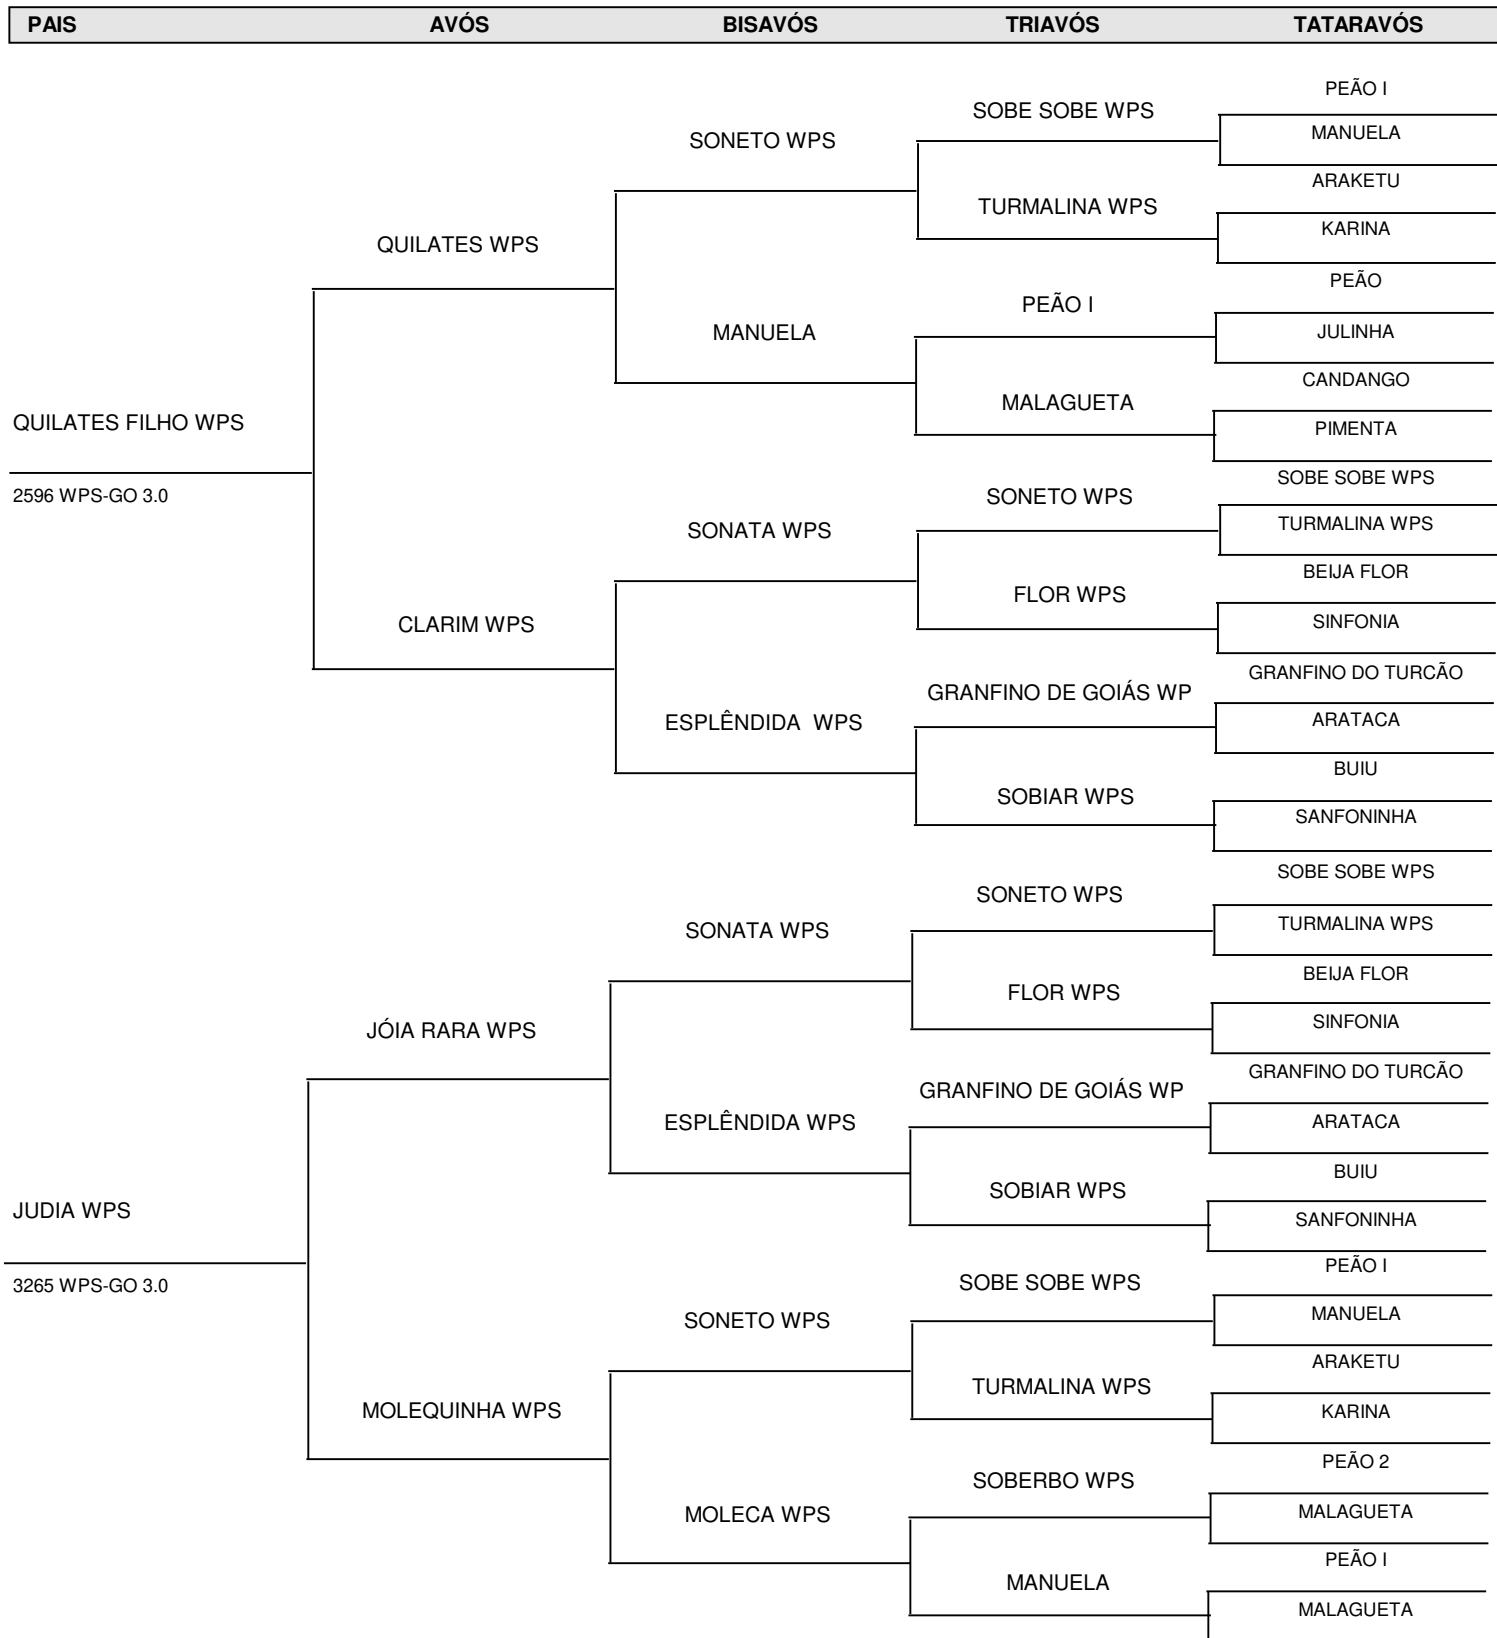 PAIS AVÓS BISAVÓS TRIAVÓS TATARAVÓS
PEÃO I
SOBE SOBE WPS
MANUELA
SONETO WPS
ARAKETU
TURMALINA WPS
KARINA
QUILATES WPS
PEÃO
PEÃO I
JULINHA
MANUELA
CANDANGO
MALAGUETA
QUILATES FILHO WPS
PIMENTA
SOBE SOBE WPS
2596 WPS-GO 3.0
SONETO WPS
TURMALINA WPS
SONATA WPS
BEIJA FLOR
FLOR WPS
SINFONIA
CLARIM WPS
GRANFINO DO TURCÃO
GRANFINO DE GOIÁS WP
ARATACA
ESPLÊNDIDA  WPS
BUIU
SOBIAR WPS
SANFONINHA
SOBE SOBE WPS
SONETO WPS
TURMALINA WPS
SONATA WPS
BEIJA FLOR
FLOR WPS
SINFONIA
JÓIA RARA WPS
GRANFINO DO TURCÃO
GRANFINO DE GOIÁS WP
ARATACA
ESPLÊNDIDA WPS
BUIU
SOBIAR WPS
JUDIA WPS
SANFONINHA
PEÃO I
3265 WPS-GO 3.0
SOBE SOBE WPS
MANUELA
SONETO WPS
ARAKETU
TURMALINA WPS
MOLEQUINHA WPS
KARINA
PEÃO 2
SOBERBO WPS
MALAGUETA
MOLECA WPS
PEÃO I
MANUELA
MALAGUETA